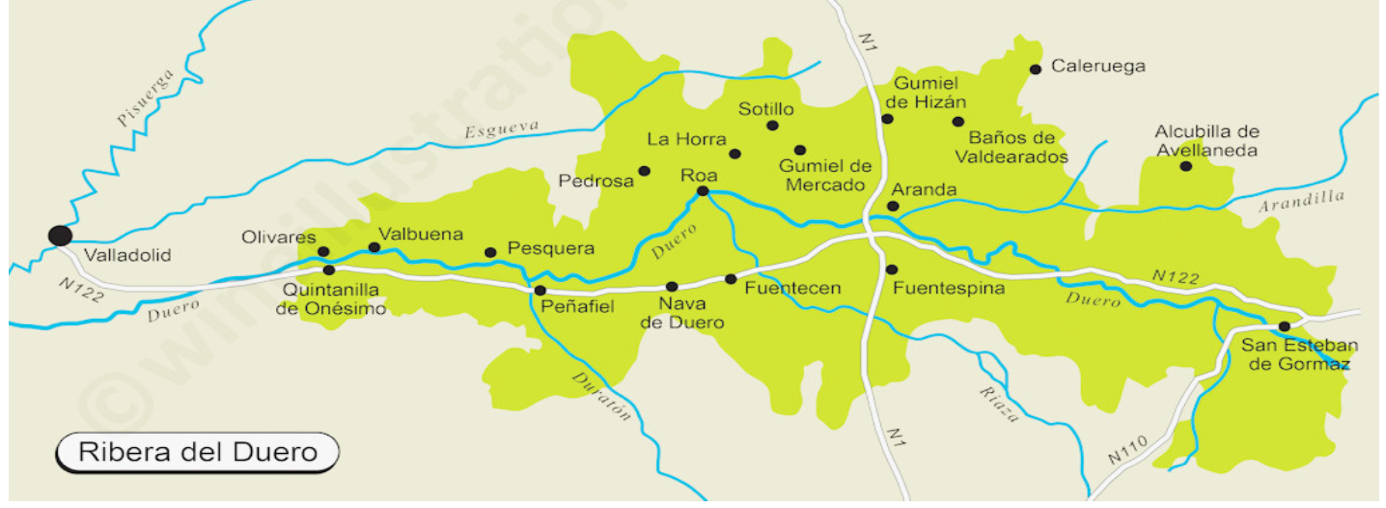 N1
Caleruega
Pisuerga
Gumiel
de Hizán
Sotillo
Esgueva
Baños de
Valdearados
Alcubilla de
Avellaneda
La Horra
Gumiel de
Mercado
Pedrosa
Roa
Aranda
Arandilla
Olivares
Valbuena
Pesquera
Duero
Valladolid
N122
Duero
Quintanilla
de Onésimo
Peñafiel
Nava
de Duero
Fuentecen
Fuentespina
N122
Duero
San Esteban
de Gormaz
Duratón
Riaza
N1
N110
Ribera del Duero